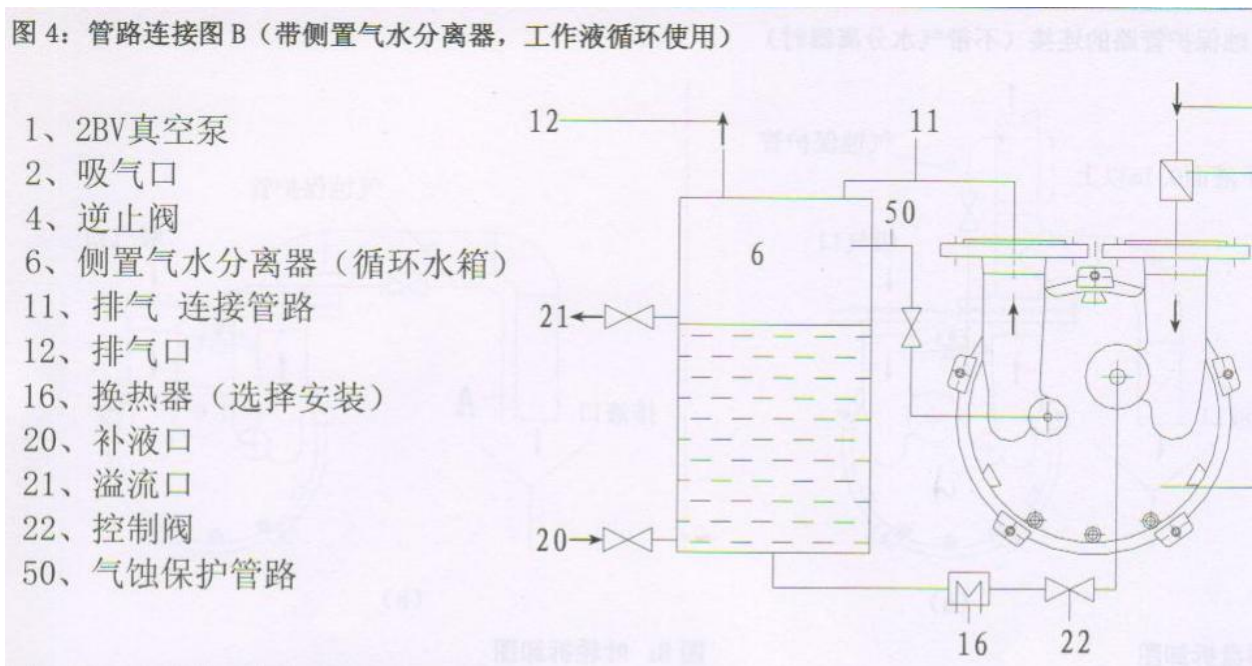 图 4：管路连接图 B（带侧置气水分离器，工作液循环使用）
1、2BV真空泵
2、吸气口
4、逆止阀
6、侧置气水分离器（循环水箱）
11、排气 连接管路
12、排气口
16、换热器（选择安装）
20、补液口
21、溢流口
22、控制阀
50、气蚀保护管路
12
11
50
6
21
20
16
22